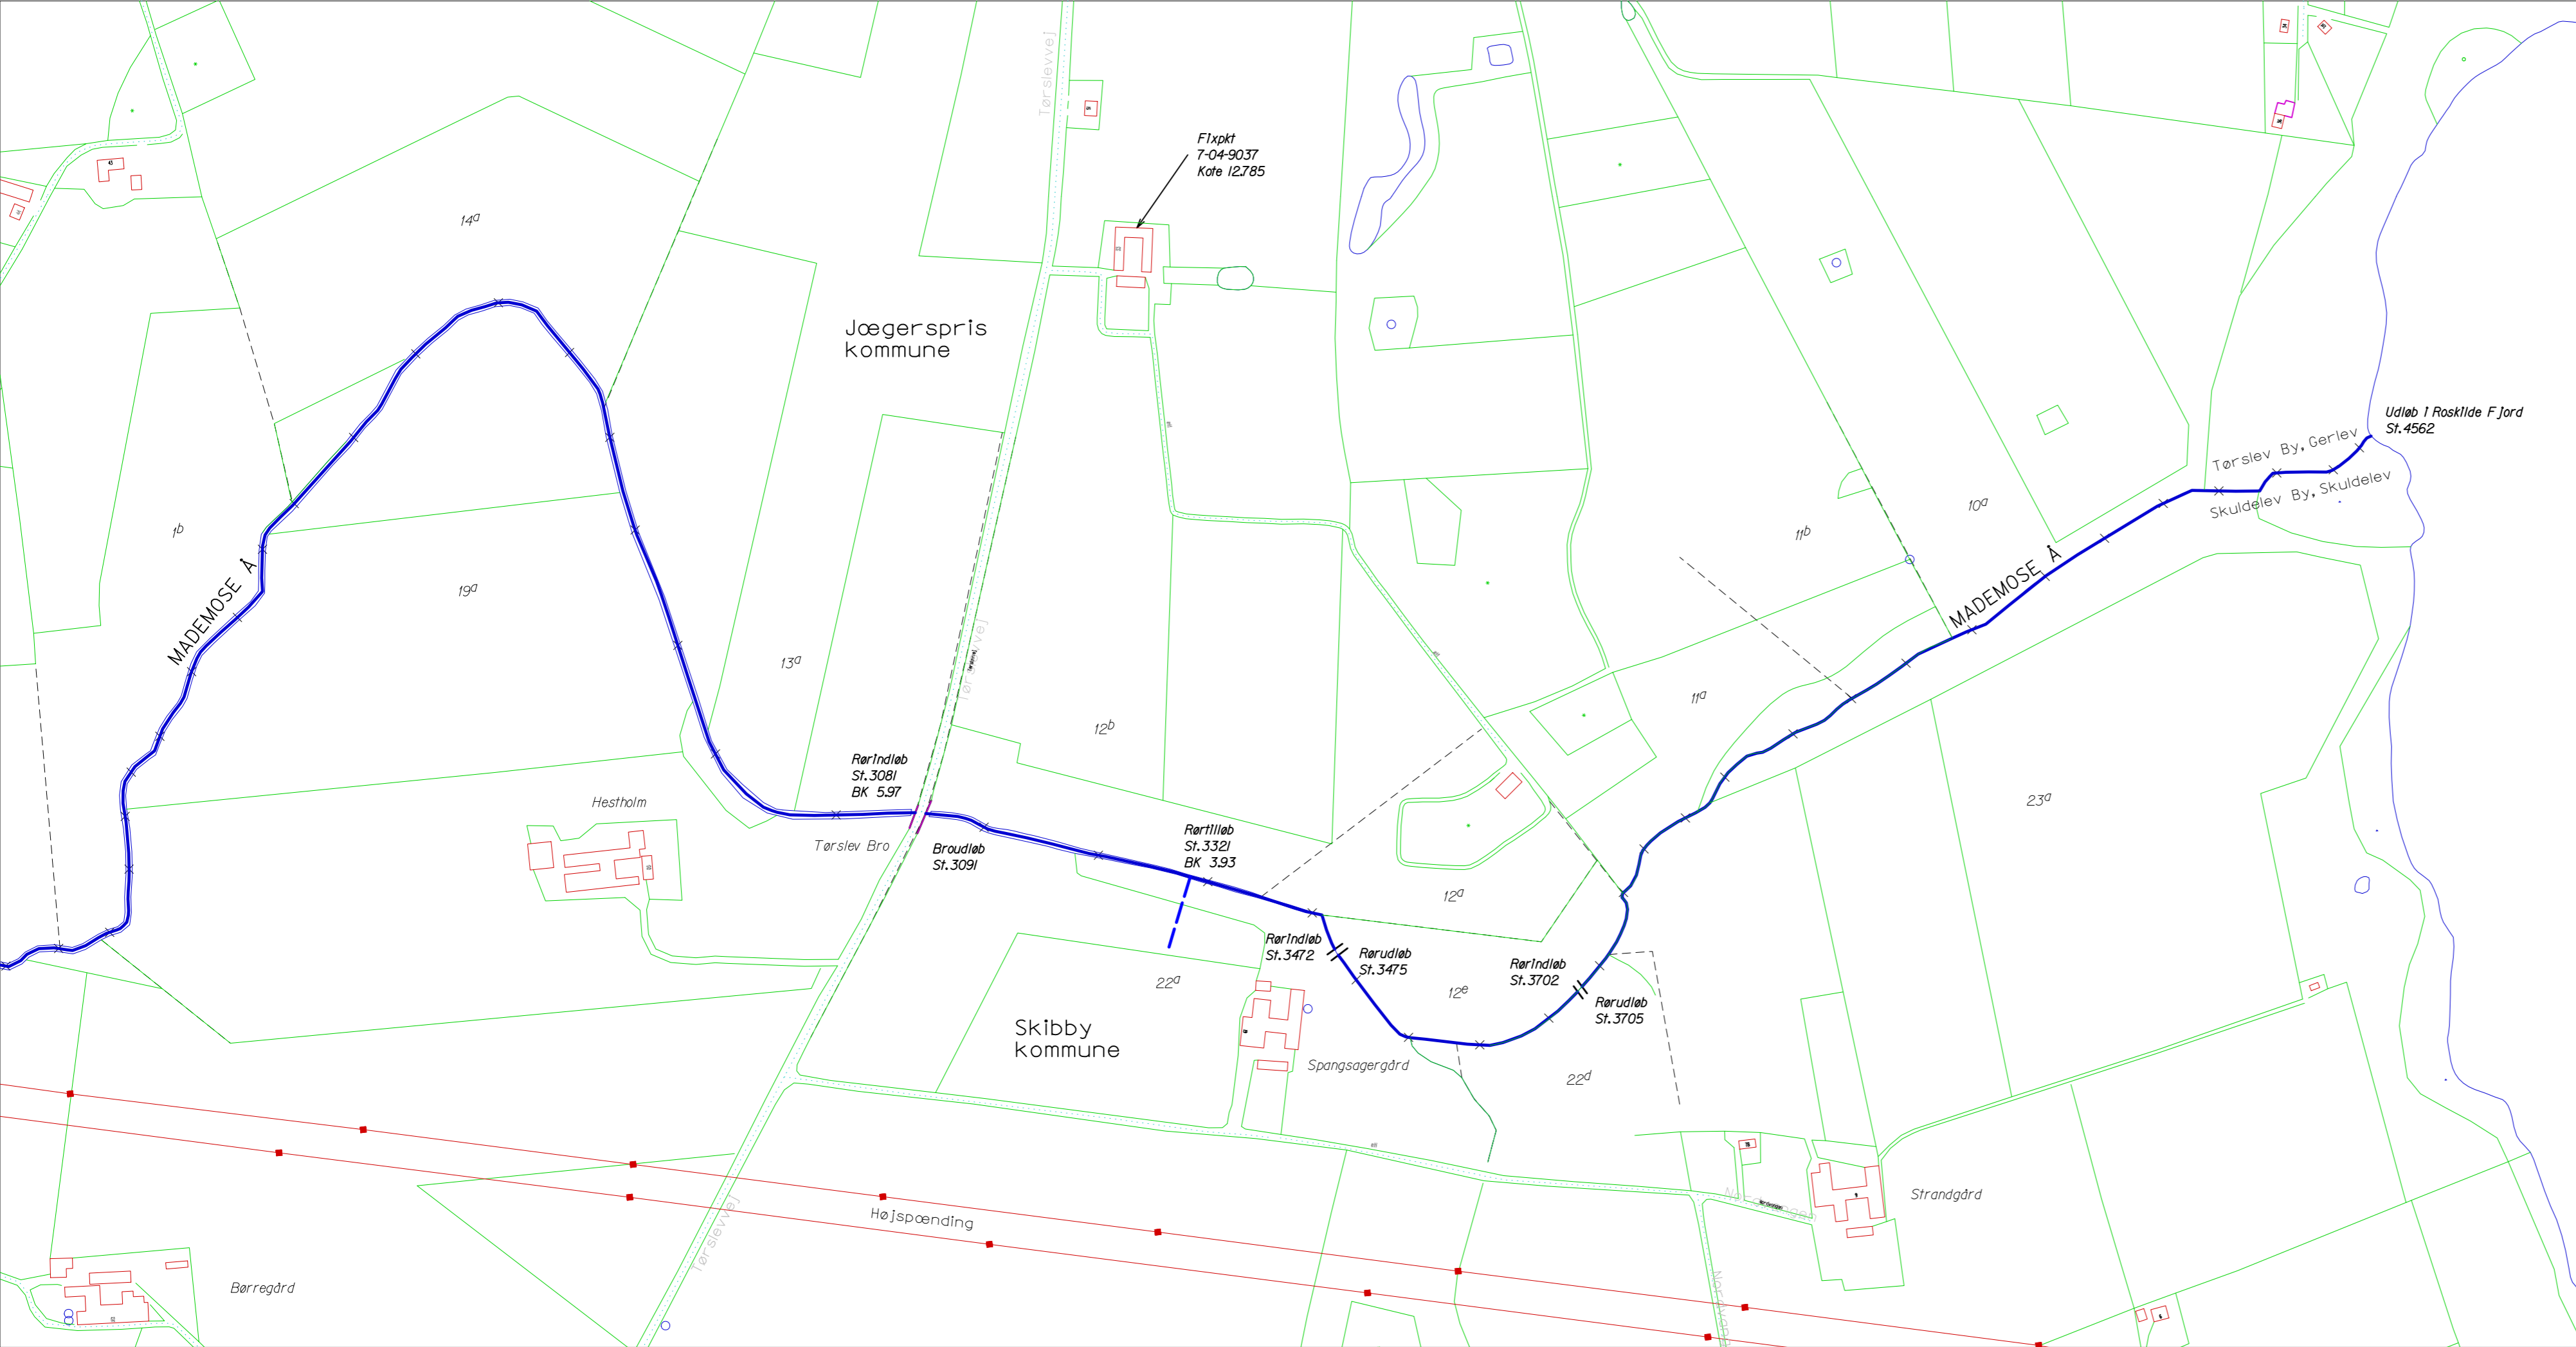 Tørslevvej
Fixpkt
7-04-9037
Kote 12.785
14a
Jægerspris
kommune
Udløb i Roskilde Fjord
St.4562
Tørslev By, Gerlev
Skuldelev By, Skuldelev
1b
10a
11b
MADEMOSE Å
19a
MADEMOSE Å
13a
Tørslevvej
11a
12b
Rørindløb
St.3081
BK 5.97
Hestholm
23a
Tørslev Bro
Broudløb
St.3091
Rørtilløb
St.3321
BK 3.93
12a
Rørindløb
St.3472
Rørudløb
St.3475
Rørindløb
St.3702
22a
12e
Rørudløb
St.3705
Skibby
kommune
Spangsagergård
22d
Strandgård
Højspænding
Tørslevvej
Børregård